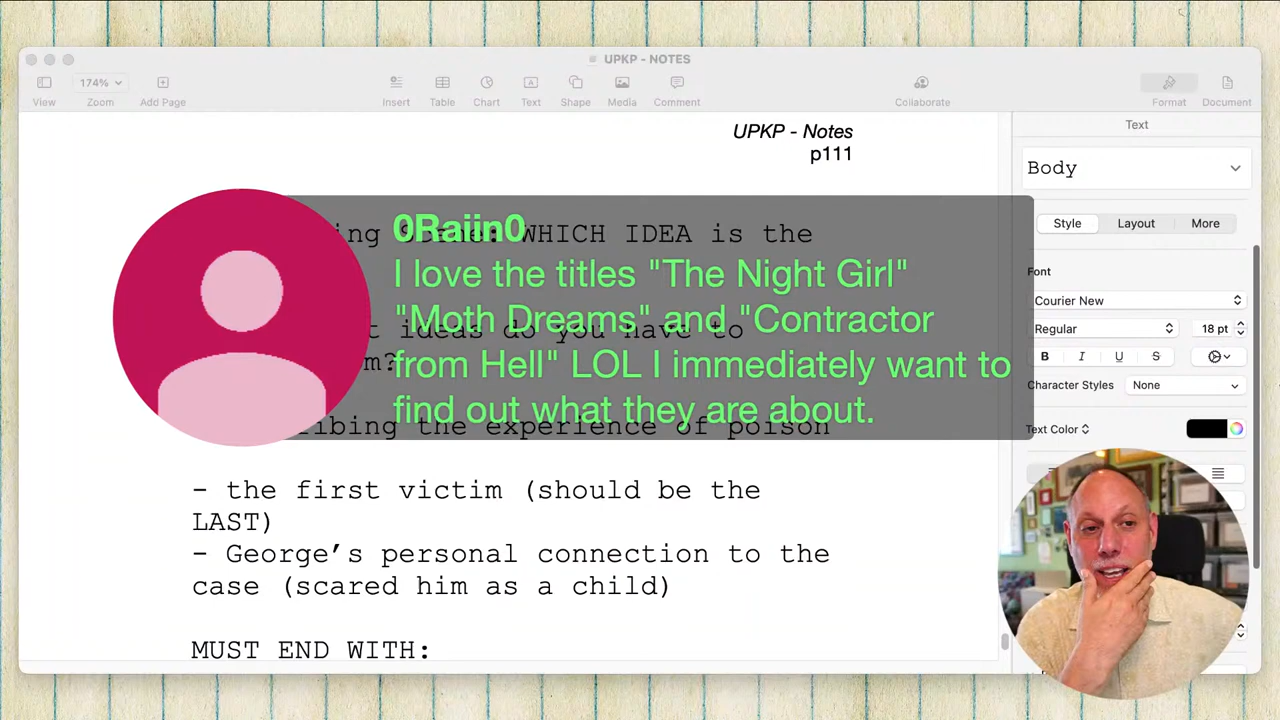 UPKP - NOTES
174%
View
Zoom
Add Page
Insert
Table
Chart
Text
Shape
Media
Comment
Collaborate
Format
Document
UPKP - Notes
p111
Text
Body
Style
Layout
More
Font
Courier New
Regular
18 pt
B I U S
Character Styles
None
Text Color
0Raiin0
I love the titles "The Night Girl"
"Moth Dreams" and "Contractor
from Hell" LOL I immediately want to
find out what they are about.
WHICH IDEA is the
ideas do you have to
the experience of poison
- the first victim (should be the
LAST)
- George’s personal connection to the
case (scared him as a child)
MUST END WITH: